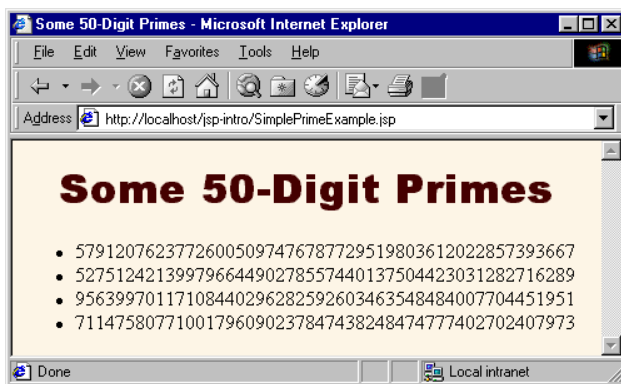 Some 50-Digit Primes - Microsoft Internet Explorer
File Edit View Favorites Tools Help
Address http://localhost/jsp-intro/SimplePrimeExample.jsp
Some 50-Digit Primes
57912076237726005097476787729519803612022857393667
52751242139979664490278557440137504423031282716289
95639970117108440296282592603463548484007704451951
71147580771001796090237847438248474777402702407973
Done
Local intranet